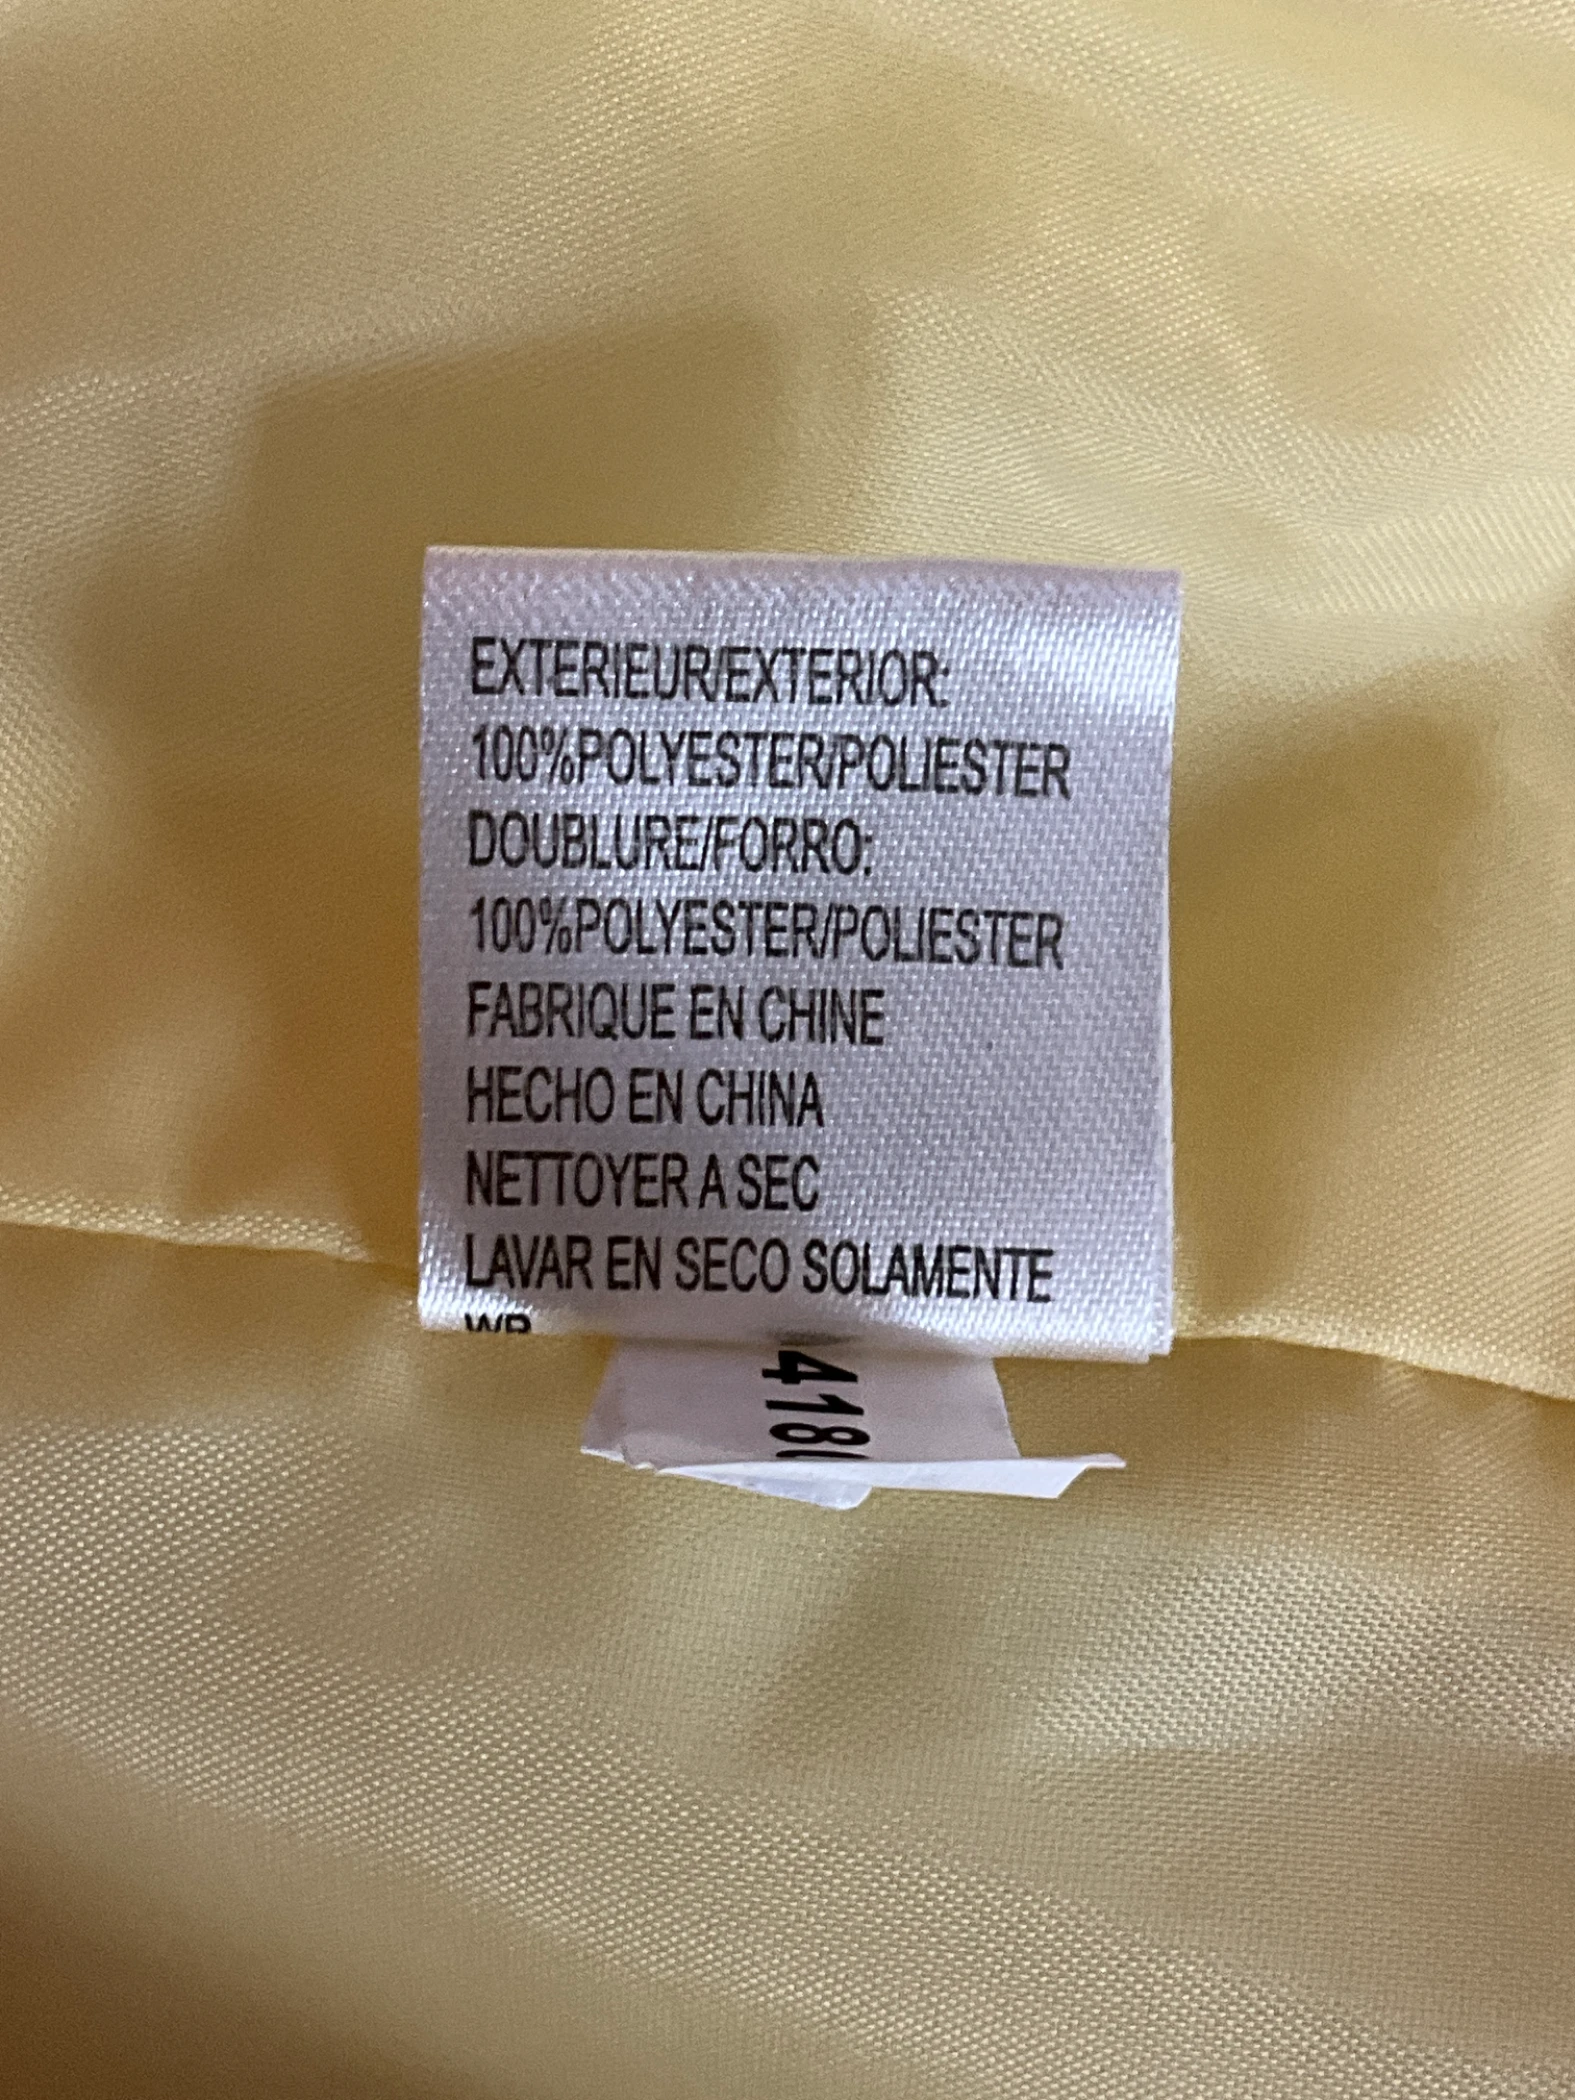 EXTERIEUR/EXTERIOR:
100%POLYESTER/POLIESTER
DOUBLURE/FORRO:
100%POLYESTER/POLIESTER
FABRIQUE EN CHINE
HECHO EN CHINA
NETTOYER A SEC
LAVAR EN SECO SOLAMENTE